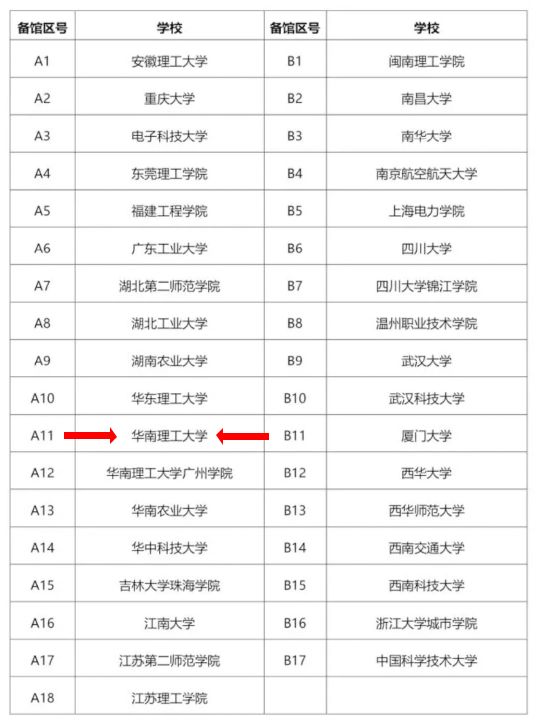 备馆区号 学校 备馆区号 学校
A1 安徽理工大学 B1 闽南理工学院
A2 重庆大学 B2 南昌大学
A3 电子科技大学 B3 南华大学
A4 东莞理工学院 B4 南京航空航天大学
A5 福建工程学院 B5 上海电力学院
A6 广东工业大学 B6 四川大学
A7 湖北第二师范学院 B7 四川大学锦江学院
A8 湖北工业大学 B8 温州职业技术学院
A9 湖南农业大学 B9 武汉大学
A10 华东理工大学 B10 武汉科技大学
A11 华南理工大学 B11 厦门大学
A12 华南理工大学广州学院 B12 西华大学
A13 华南农业大学 B13 西华师范大学
A14 华中科技大学 B14 西南交通大学
A15 吉林大学珠海学院 B15 西南科技大学
A16 江南大学 B16 浙江大学城市学院
A17 江苏第二师范学院 B17 中国科学技术大学
A18 江苏理工学院